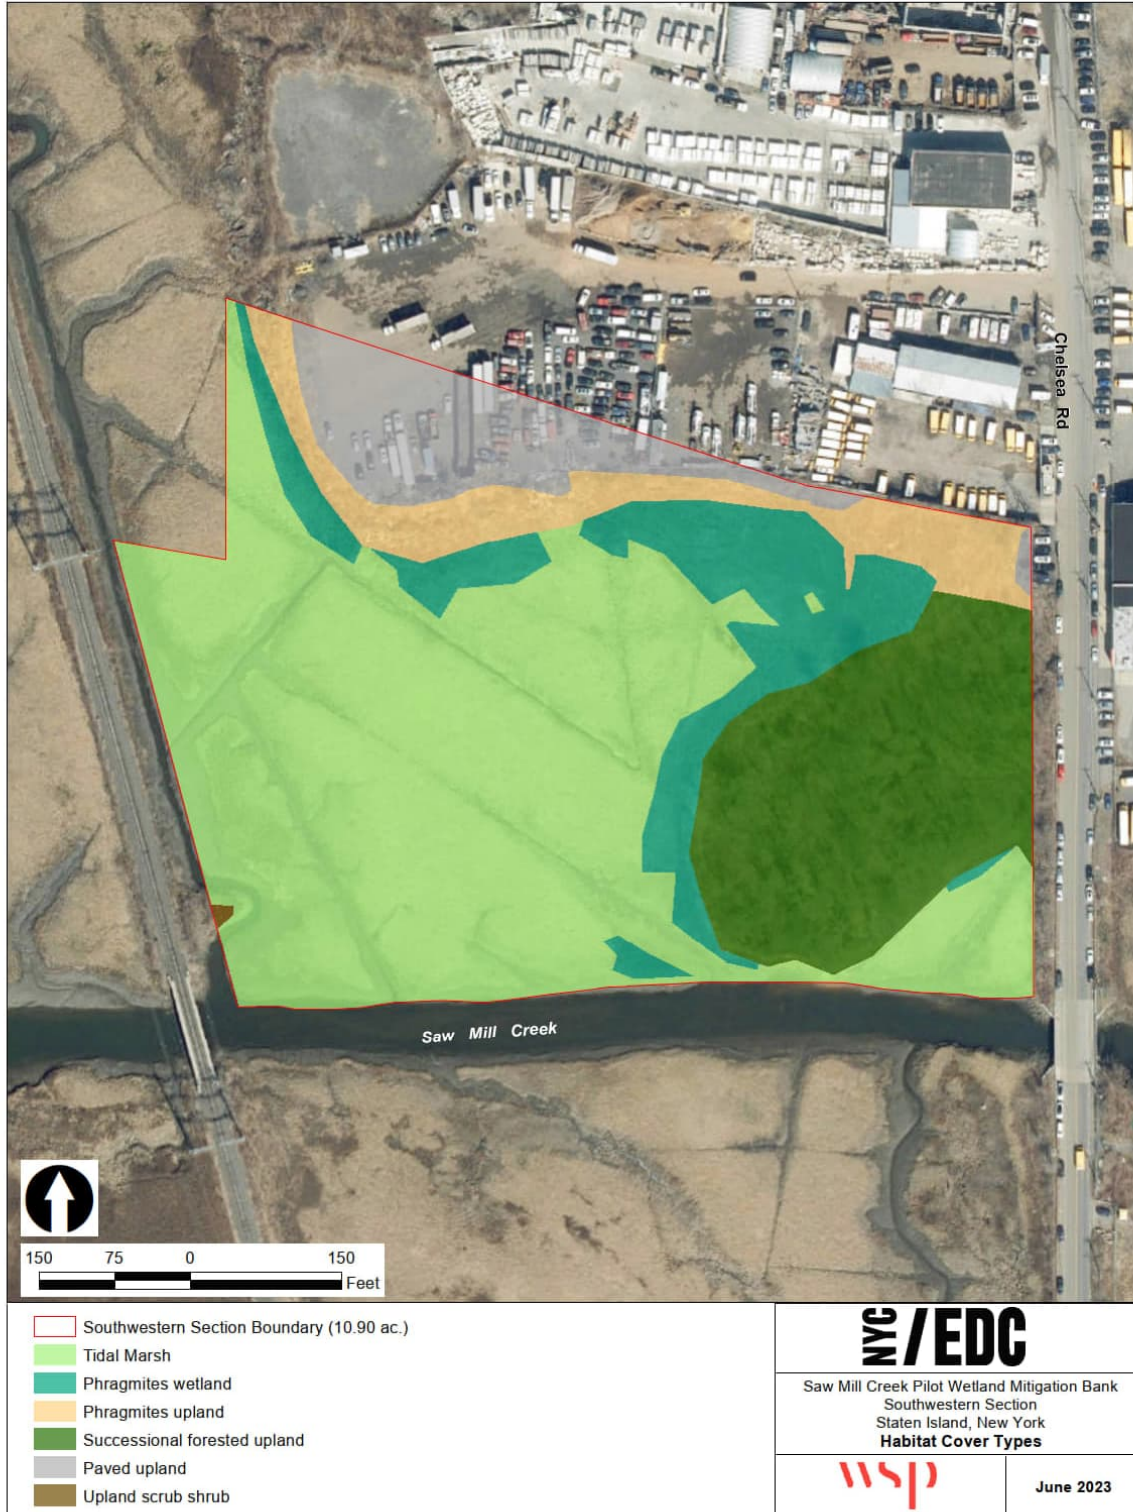 Chelsea Rd
Saw Mill Creek
150 75 0 150
Feet
Southwestern Section Boundary (10.90 ac.)
Tidal Marsh
Phragmites wetland
Phragmites upland
Successional forested upland
Paved upland
Upland scrub shrub
NYC/EDC
Saw Mill Creek Pilot Wetland Mitigation Bank
Southwestern Section
Staten Island, New York
Habitat Cover Types
wsp
June 2023